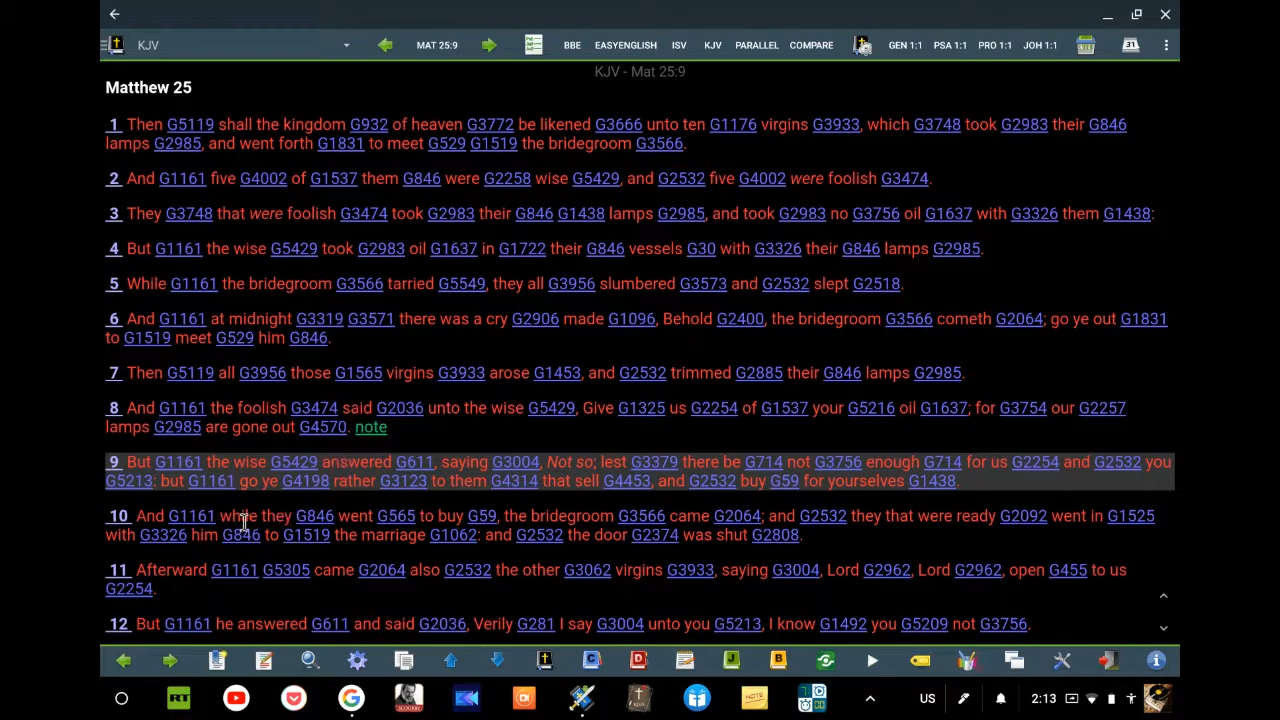 KJV
MAT 25:9
BBE EASYENGLISH ISV KJV PARALLEL COMPARE
GEN 1:1 PSA 1:1 PRO 1:1 JOH 1:1
31
KJV - Mat 25:9
Matthew 25
1 Then G5119 shall the kingdom G932 of heaven G3772 be likened G3666 unto ten G1176 virgins G3933, which G3748 took G2983 their G846
lamps G2985, and went forth G1831 to meet G529 G1519 the bridegroom G3566.
2 And G1161 five G4002 of G1537 them G846 were G2258 wise G5429, and G2532 five G4002 were foolish G3474.
3 They G3748 that were foolish G3474 took G2983 their G846 G1438 lamps G2985, and took G2983 no G3756 oil G1637 with G3326 them G1438:
4 But G1161 the wise G5429 took G2983 oil G1637 in G1722 their G846 vessels G30 with G3326 their G846 lamps G2985.
5 While G1161 the bridegroom G3566 tarried G5549, they all G3956 slumbered G3573 and G2532 slept G2518.
6 And G1161 at midnight G3319 G3571 there was a cry G2906 made G1096, Behold G2400, the bridegroom G3566 cometh G2064; go ye out G1831
to G1519 meet G529 him G846.
7 Then G5119 all G3956 those G1565 virgins G3933 arose G1453, and G2532 trimmed G2885 their G846 lamps G2985.
8 And G1161 the foolish G3474 said G2036 unto the wise G5429, Give G1325 us G2254 of G1537 your G5216 oil G1637; for G3754 our G2257
lamps G2985 are gone out G4570. note
9 But G1161 the wise G5429 answered G611, saying G3004, Not so; lest G3379 there be G714 not G3756 enough G714 for us G2254 and G2532 you
G5213: but G1161 go ye G4198 rather G3123 to them G4314 that sell G4453, and G2532 buy G59 for yourselves G1438.
10 And G1161 while they G846 went G565 to buy G59, the bridegroom G3566 came G2064; and G2532 they that were ready G2092 went in G1525
with G3326 him G846 to G1519 the marriage G1062: and G2532 the door G2374 was shut G2808.
11 Afterward G1161 G5305 came G2064 also G2532 the other G3062 virgins G3933, saying G3004, Lord G2962, Lord G2962, open G455 to us
G2254.
12 But G1161 he answered G611 and said G2036, Verily G281 I say G3004 unto you G5213, I know G1492 you G5209 not G3756.
C D J B
RT NOTE US 2:13